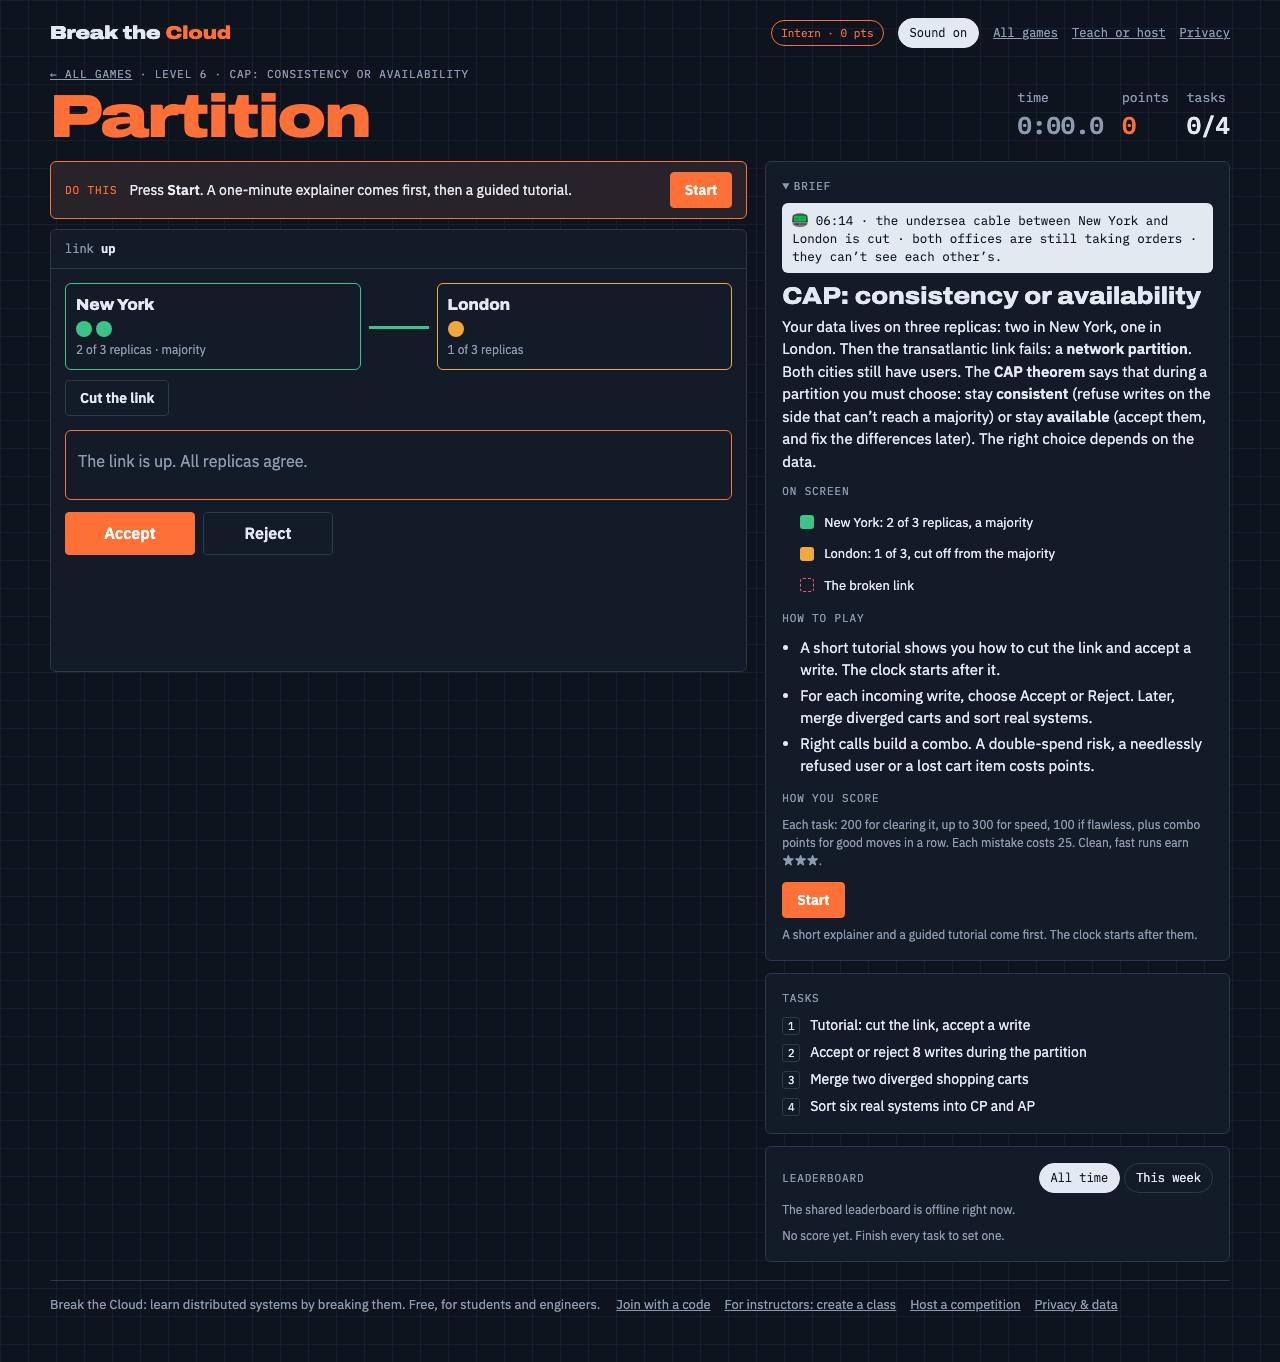 Break the Cloud
Intern · 0 pts
Sound on
All games
Teach or host
Privacy
← ALL GAMES · LEVEL 6 · CAP: CONSISTENCY OR AVAILABILITY
Partition
time
0:00.0
points
0
tasks
0/4
DO THIS
Press Start. A one-minute explainer comes first, then a guided tutorial.
Start
link up
New York
2 of 3 replicas · majority
London
1 of 3 replicas
Cut the link
The link is up. All replicas agree.
Accept
Reject
▼ BRIEF
06:14 · the undersea cable between New York and
London is cut · both offices are still taking orders ·
they can’t see each other’s.
CAP: consistency or availability
Your data lives on three replicas: two in New York, one in
London. Then the transatlantic link fails: a network partition.
Both cities still have users. The CAP theorem says that during a
partition you must choose: stay consistent (refuse writes on the
side that can’t reach a majority) or stay available (accept them,
and fix the differences later). The right choice depends on the
data.
ON SCREEN
New York: 2 of 3 replicas, a majority
London: 1 of 3, cut off from the majority
The broken link
HOW TO PLAY
• A short tutorial shows you how to cut the link and accept a
write. The clock starts after it.
• For each incoming write, choose Accept or Reject. Later,
merge diverged carts and sort real systems.
• Right calls build a combo. A double-spend risk, a needlessly
refused user or a lost cart item costs points.
HOW YOU SCORE
Each task: 200 for clearing it, up to 300 for speed, 100 if flawless, plus combo
points for good moves in a row. Each mistake costs 25. Clean, fast runs earn
★★★.
Start
A short explainer and a guided tutorial come first. The clock starts after them.
TASKS
1 Tutorial: cut the link, accept a write
2 Accept or reject 8 writes during the partition
3 Merge two diverged shopping carts
4 Sort six real systems into CP and AP
LEADERBOARD
All time
This week
The shared leaderboard is offline right now.
No score yet. Finish every task to set one.
Break the Cloud: learn distributed systems by breaking them. Free, for students and engineers.
Join with a code
For instructors: create a class
Host a competition
Privacy & data